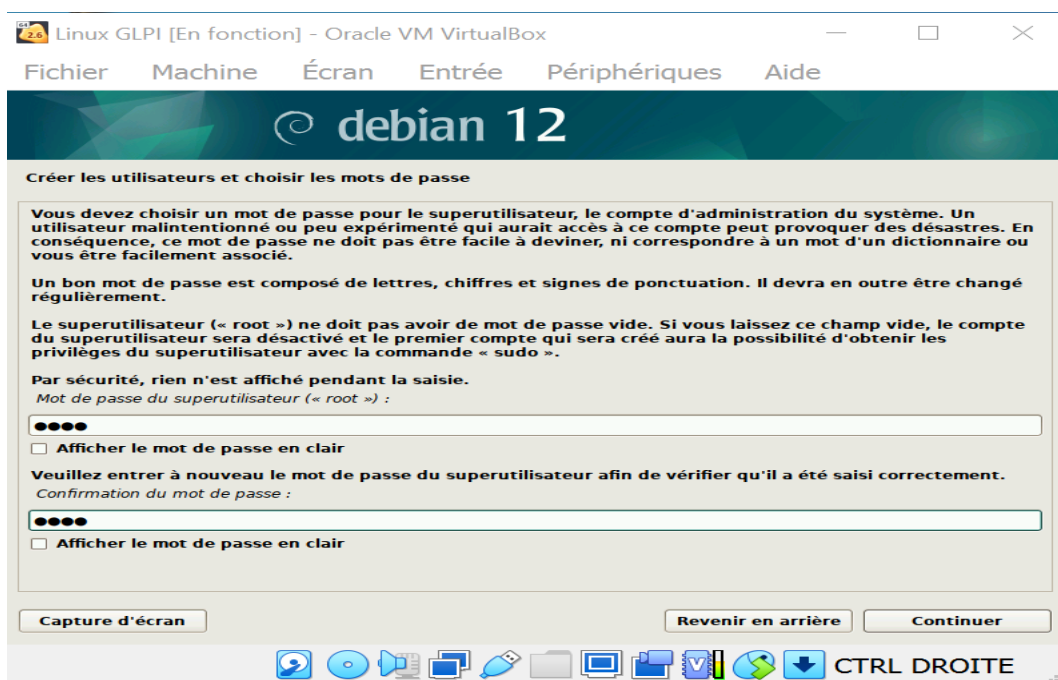 Linux GLPI [En fonction] - Oracle VM VirtualBox
Fichier Machine Écran Entrée Périphériques Aide
debian 12
Créer les utilisateurs et choisir les mots de passe
Vous devez choisir un mot de passe pour le superutilisateur, le compte d'administration du système. Un
utilisateur malintentionné ou peu expérimenté qui aurait accès à ce compte peut provoquer des désastres. En
conséquence, ce mot de passe ne doit pas être facile à deviner, ni correspondre à un mot d'un dictionnaire ou
vous être facilement associé.
Un bon mot de passe est composé de lettres, chiffres et signes de ponctuation. Il devra en outre être changé
régulièrement.
Le superutilisateur (« root ») ne doit pas avoir de mot de passe vide. Si vous laissez ce champ vide, le compte
du superutilisateur sera désactivé et le premier compte qui sera créé aura la possibilité d'obtenir les
privilèges du superutilisateur avec la commande « sudo ».
Par sécurité, rien n'est affiché pendant la saisie.
Mot de passe du superutilisateur (« root ») :
●●●●
Afficher le mot de passe en clair
Veuillez entrer à nouveau le mot de passe du superutilisateur afin de vérifier qu'il a été saisi correctement.
Confirmation du mot de passe :
●●●●
Afficher le mot de passe en clair
Capture d'écran Revenir en arrière Continuer
CTRL DROITE